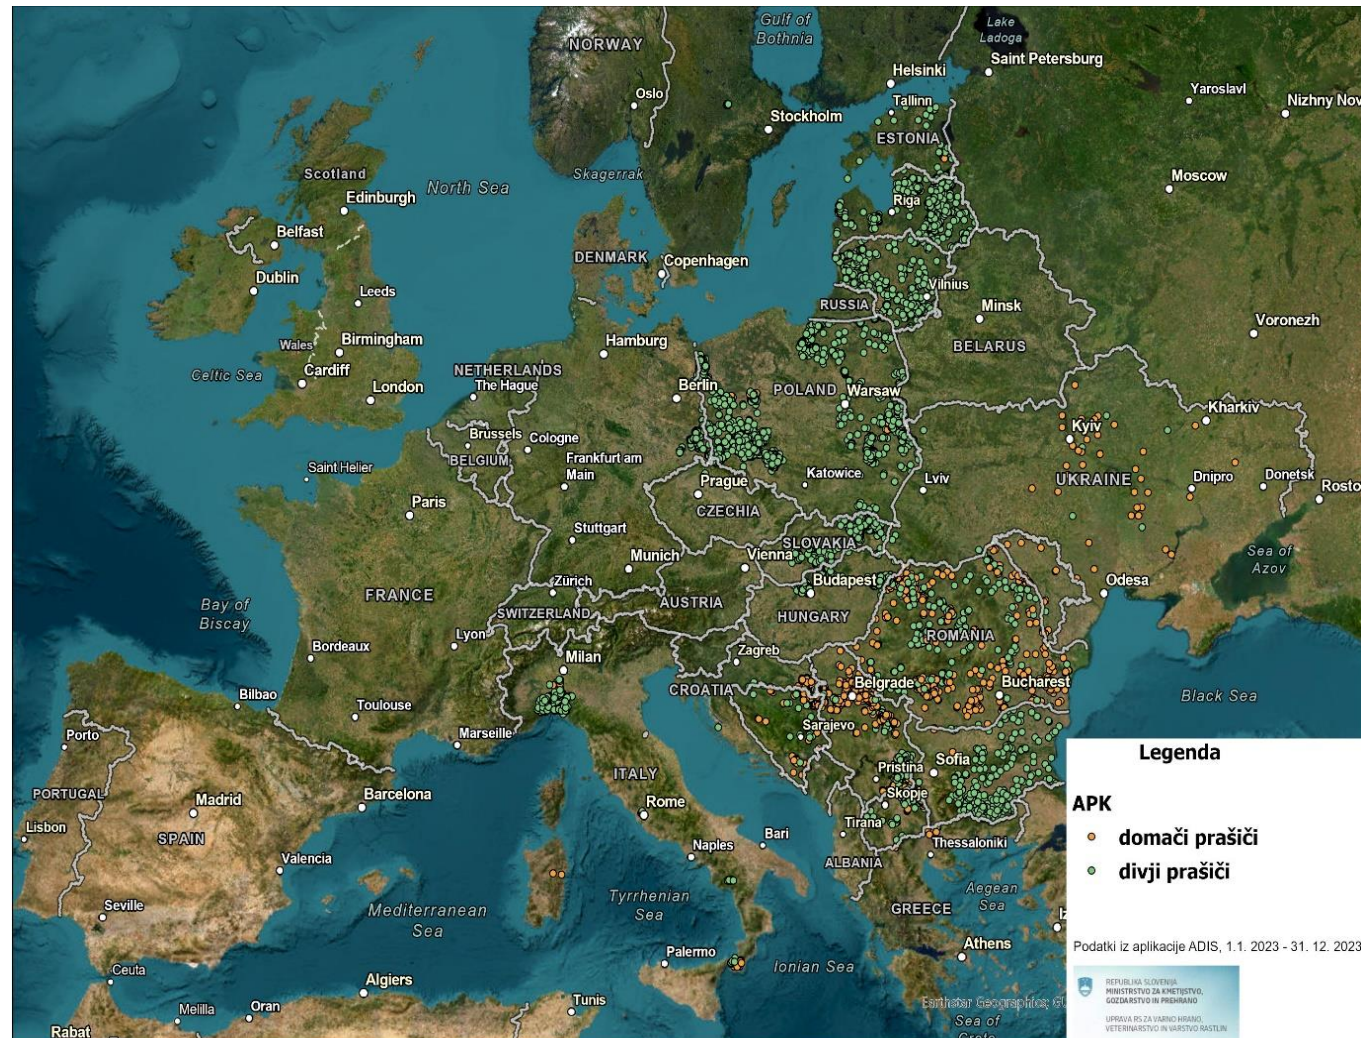 Gulf of
Bothnia
Lake
Ladoga
NORWAY
Helsinki
Saint Petersburg
Oslo
Tallinn
Yaroslavl
Nizhny Nov
Stockholm
ESTONIA
Scotland
North Sea
Skagerrak
Moscow
Edinburgh
Riga
Belfast
DENMARK
Copenhagen
Dublin
Leeds
Vilnius
RUSSIA
Minsk
Voronezh
Birmingham
Wales
Hamburg
BELARUS
Celtic Sea
Cardiff
NETHERLANDS
The Hague
Berlin
POLAND
Warsaw
London
Kharkiv
Brussels
Cologne
Kyiv
BELGIUM
Saint Helier
Frankfurt am
Main
Katowice
Lviv
UKRAINE
Dnipro
Donetsk
Rosto
Prague
Paris
CZECHIA
Stuttgart
SLOVAKIA
Munich
Vienna
Sea of
Azov
Zürich
Budapest
Odesa
Bay of
Biscay
FRANCE
SWITZERLAND
AUSTRIA
HUNGARY
Lyon
ROMANIA
Bordeaux
Milan
Zagreb
Belgrade
Bucharest
CROATIA
Bilbao
Toulouse
Black Sea
Marseille
Sarajevo
Porto
Sofia
Pristina
ITALY
PORTUGAL
Madrid
Barcelona
Rome
Skopje
Lisbon
Tirana
SPAIN
Bari
Naples
Thessaloniki
Valencia
ALBANIA
Seville
Mediterranean
Sea
Tyrrhenian
Sea
Aegean
Sea
GREECE
Iz
Palermo
Ionian Sea
Athens
Ceuta
Algiers
Melilla
Oran
Tunis
Rabat
Earthstar Geographics;
Sea of
Crete
Legenda
APK
domači prašiči
divji prašiči
Podatki iz aplikacije ADIS, 1.1. 2023 - 31. 12. 2023
REPUBLIKA SLOVENIJA
MINISTRSTVO ZA KMETIJSTVO,
GOZDARSTVO IN PREHRANO
UPRAVA RS ZA VARNO HRANO,
VETERINARSTVO IN VARSTVO RASTLIN